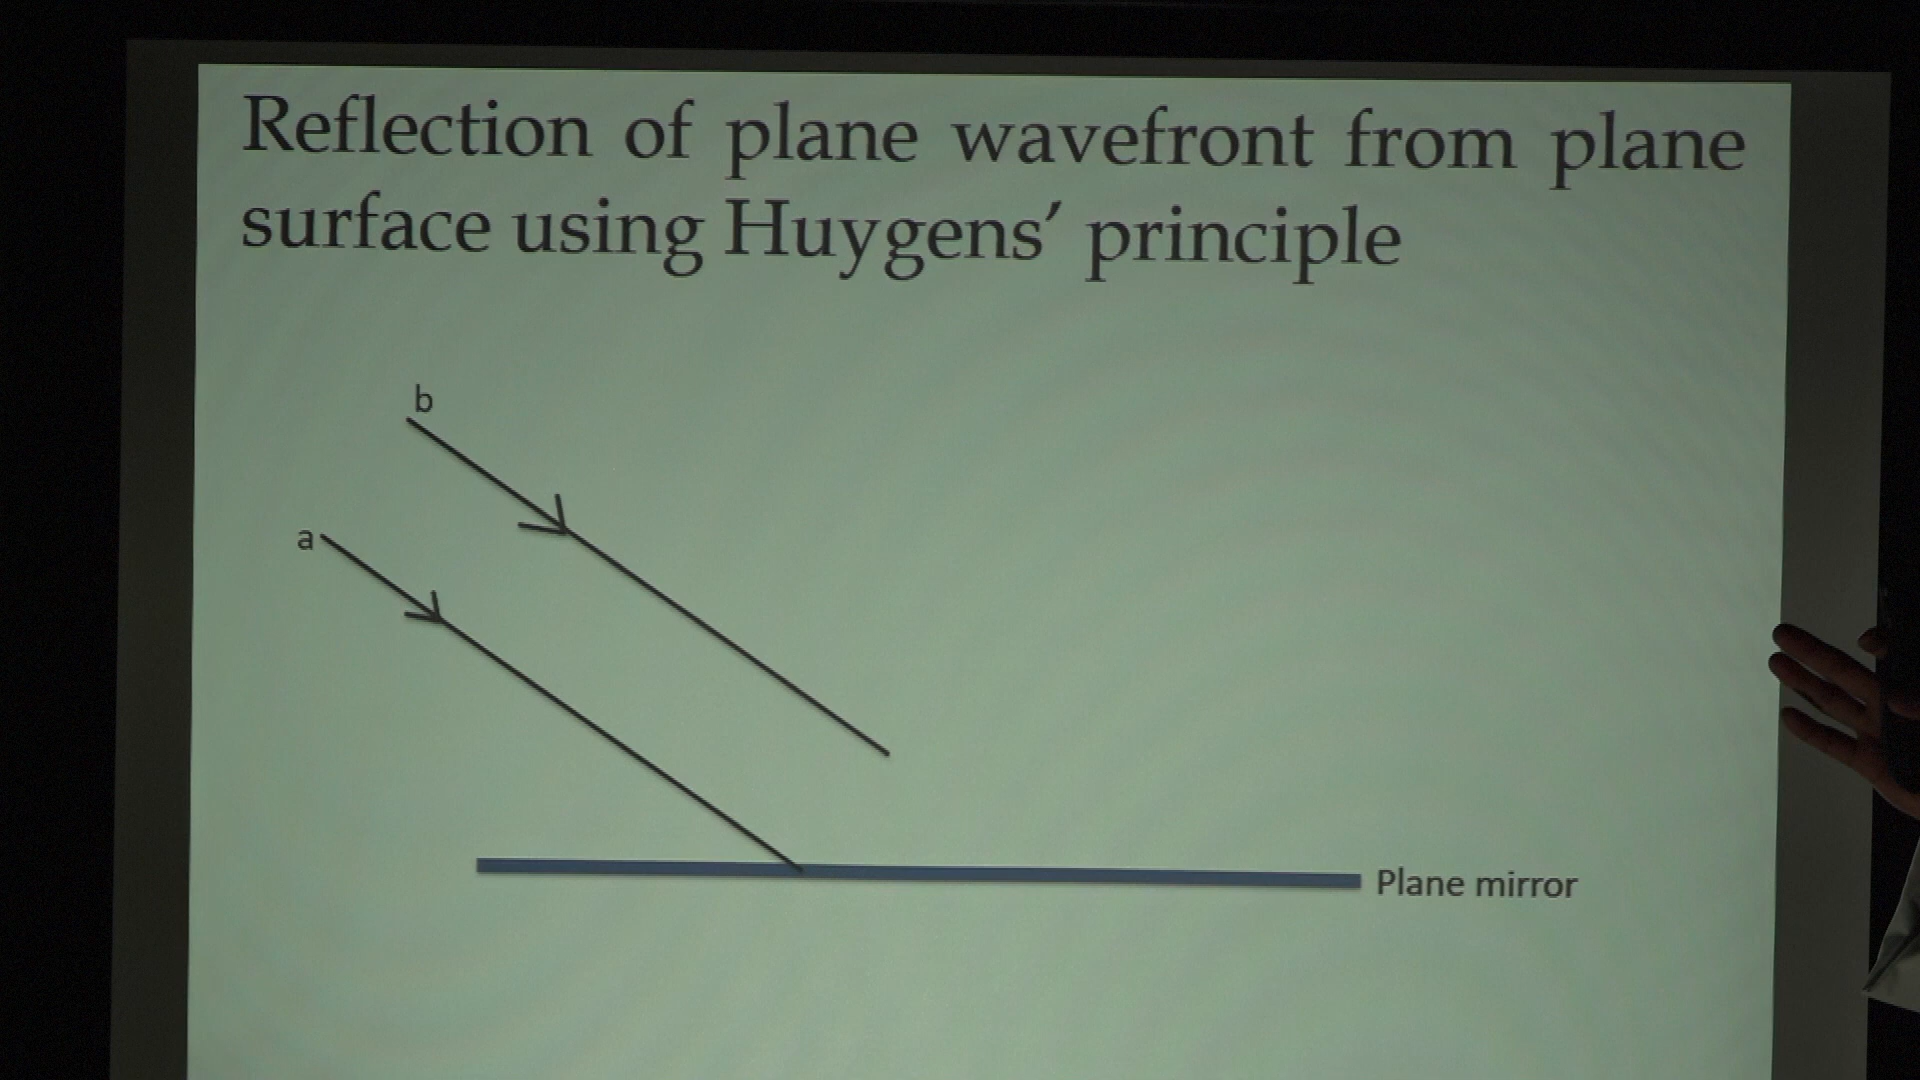 Reflection of plane wavefront from plane
surface using Huygens’ principle
b
a
Plane mirror